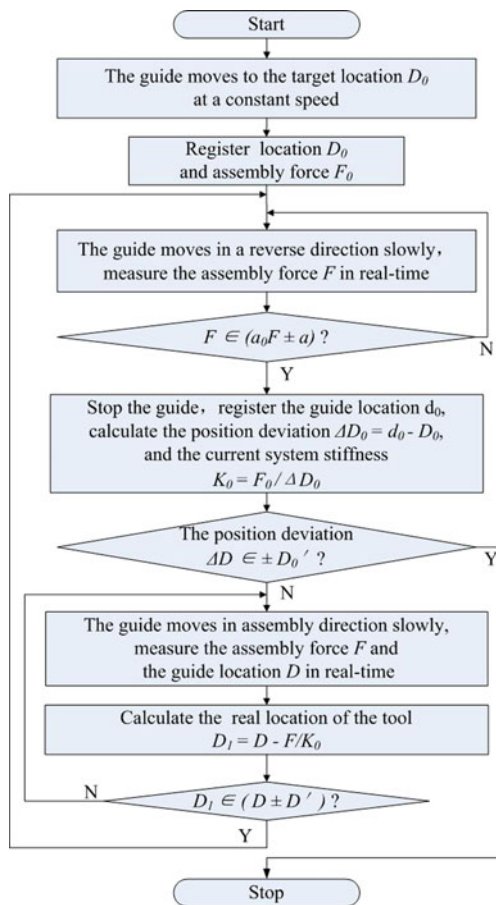 Start
The guide moves to the target location D₀
at a constant speed
Register location D₀
and assembly force F₀
The guide moves in a reverse direction slowly,
measure the assembly force F in real-time
F ∈ (a₀F ± a) ?
N
Y
Stop the guide, register the guide location d₀,
calculate the position deviation ΔD₀ = d₀ - D₀,
and the current system stiffness
K₀ = F₀ / ΔD₀
The position deviation
ΔD ∈ ± D₀′ ?
Y
N
The guide moves in assembly direction slowly,
measure the assembly force F and
the guide location D in real-time
Calculate the real location of the tool
D₁ = D - F/K₀
N
D₁ ∈ ( D ± D′ ) ?
Y
Stop